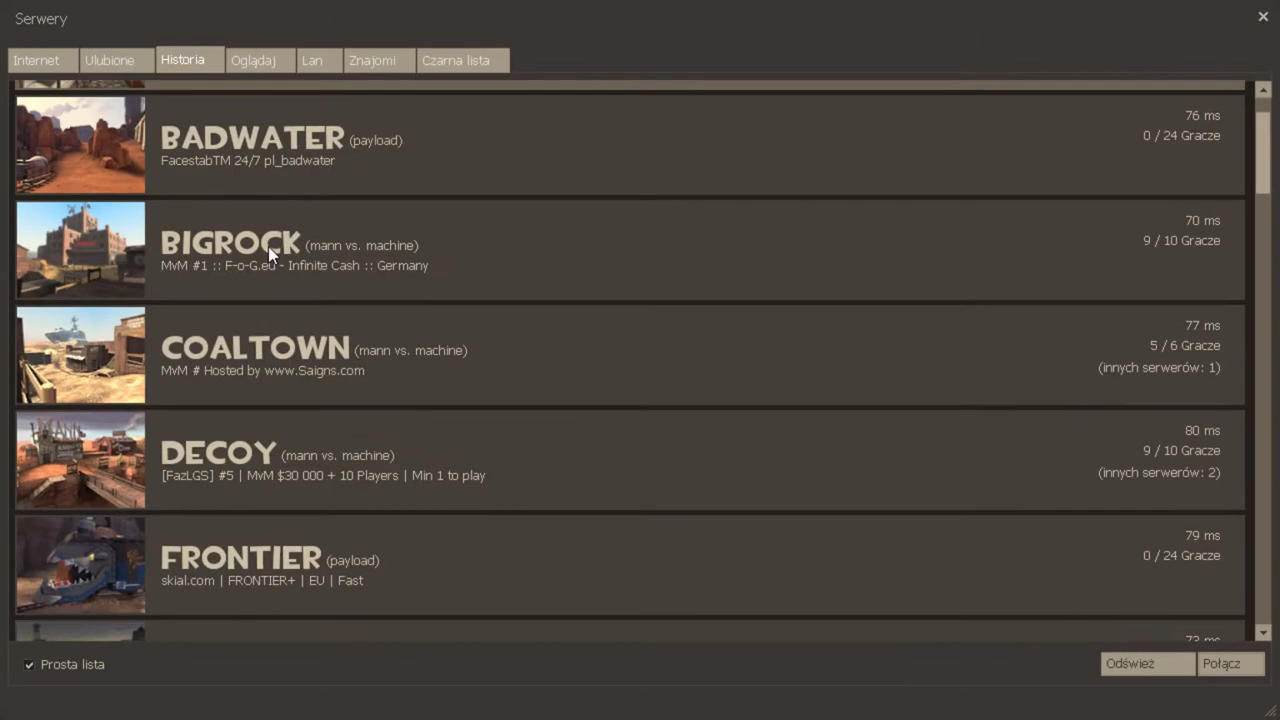 Serwery
Internet Ulubione Historia Oglądaj Lan Znajomi Czarna lista
76 ms
BADWATER (payload)
0 / 24 Gracze
FacestabTM 24/7 pl_badwater
70 ms
BIGROCK (mann vs. machine)
9 / 10 Gracze
MvM #1 :: F-o-G.eu - Infinite Cash :: Germany
77 ms
COALTOWN (mann vs. machine)
5 / 6 Gracze
MvM # Hosted by www.Saigns.com
(innych serwerów: 1)
80 ms
DECOY (mann vs. machine)
9 / 10 Gracze
[FazLGS] #5 | MvM $30 000 + 10 Players | Min 1 to play
(innych serwerów: 2)
79 ms
FRONTIER (payload)
0 / 24 Gracze
skial.com | FRONTIER+ | EU | Fast
Prosta lista
Odśwież Połącz